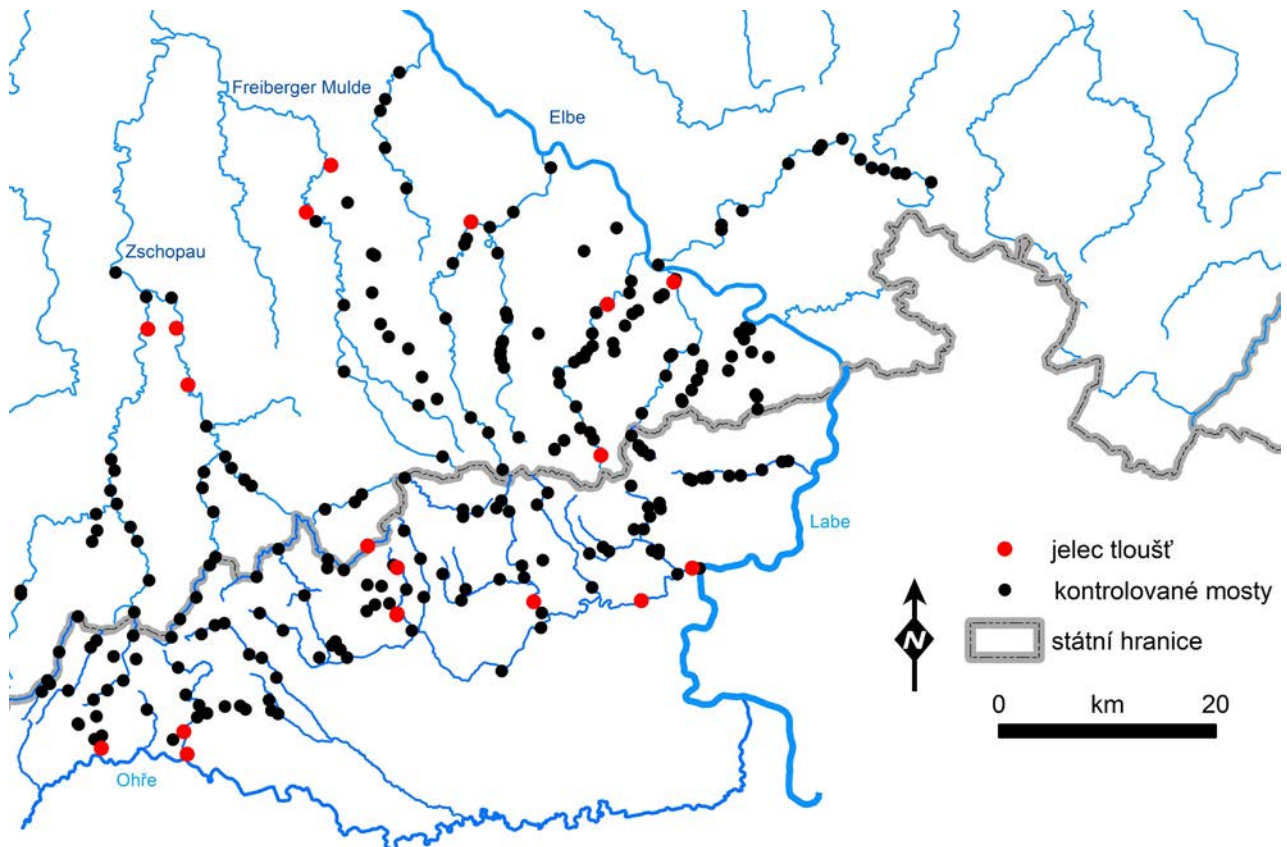 Freiberger Mulde
Elbe
Zschopau
Labe
jelec tloušť
kontrolované mosty
N
státní hranice
0 km 20
Ohře